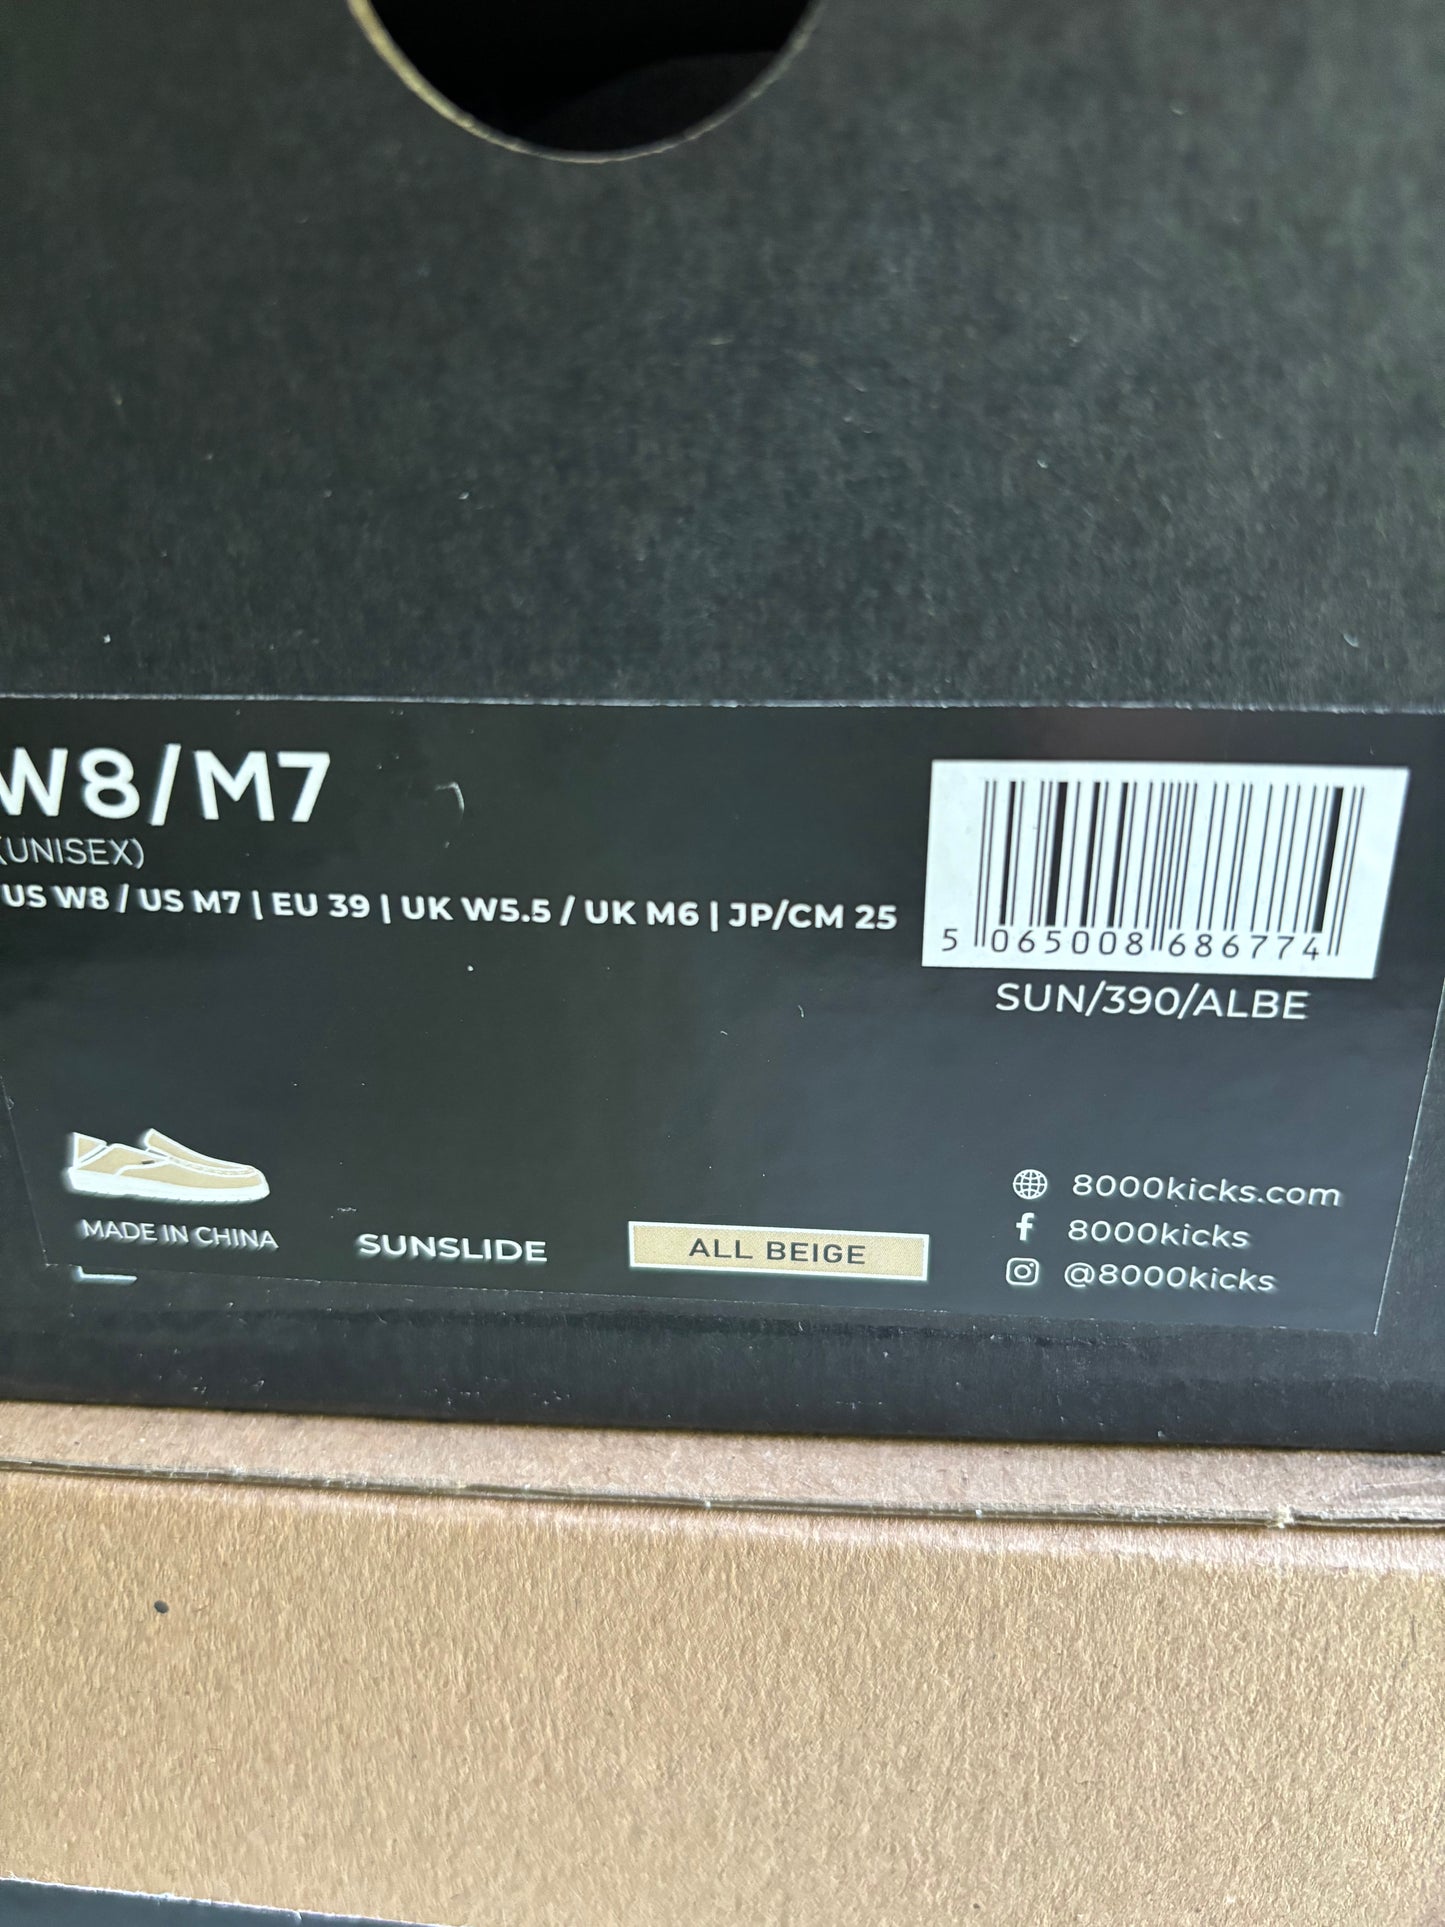 W8/M7
(UNISEX)
US W8 / US M7 | EU 39 | UK W5.5 / UK M6 | JP/CM 25
5 065008 686774
SUN/390/ALBE
MADE IN CHINA
SUNSLIDE
ALL BEIGE
8000kicks.com
8000kicks
@8000kicks